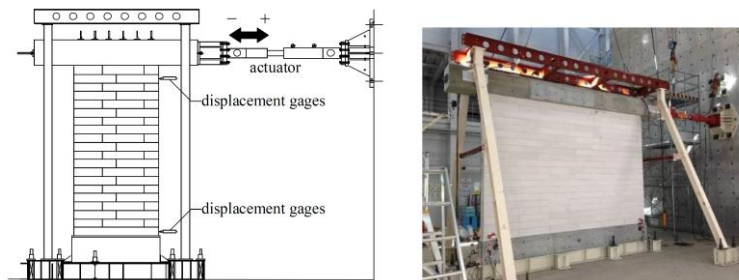 − +
actuator
displacement gages
displacement gages